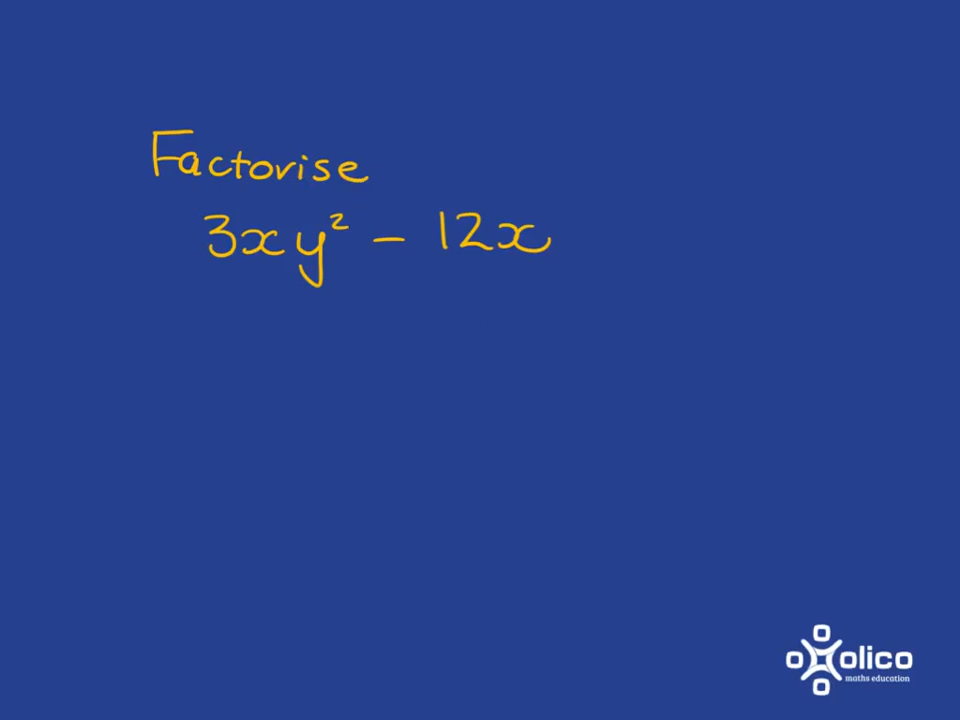 Factorise
3xy² – 12x
olico
maths education